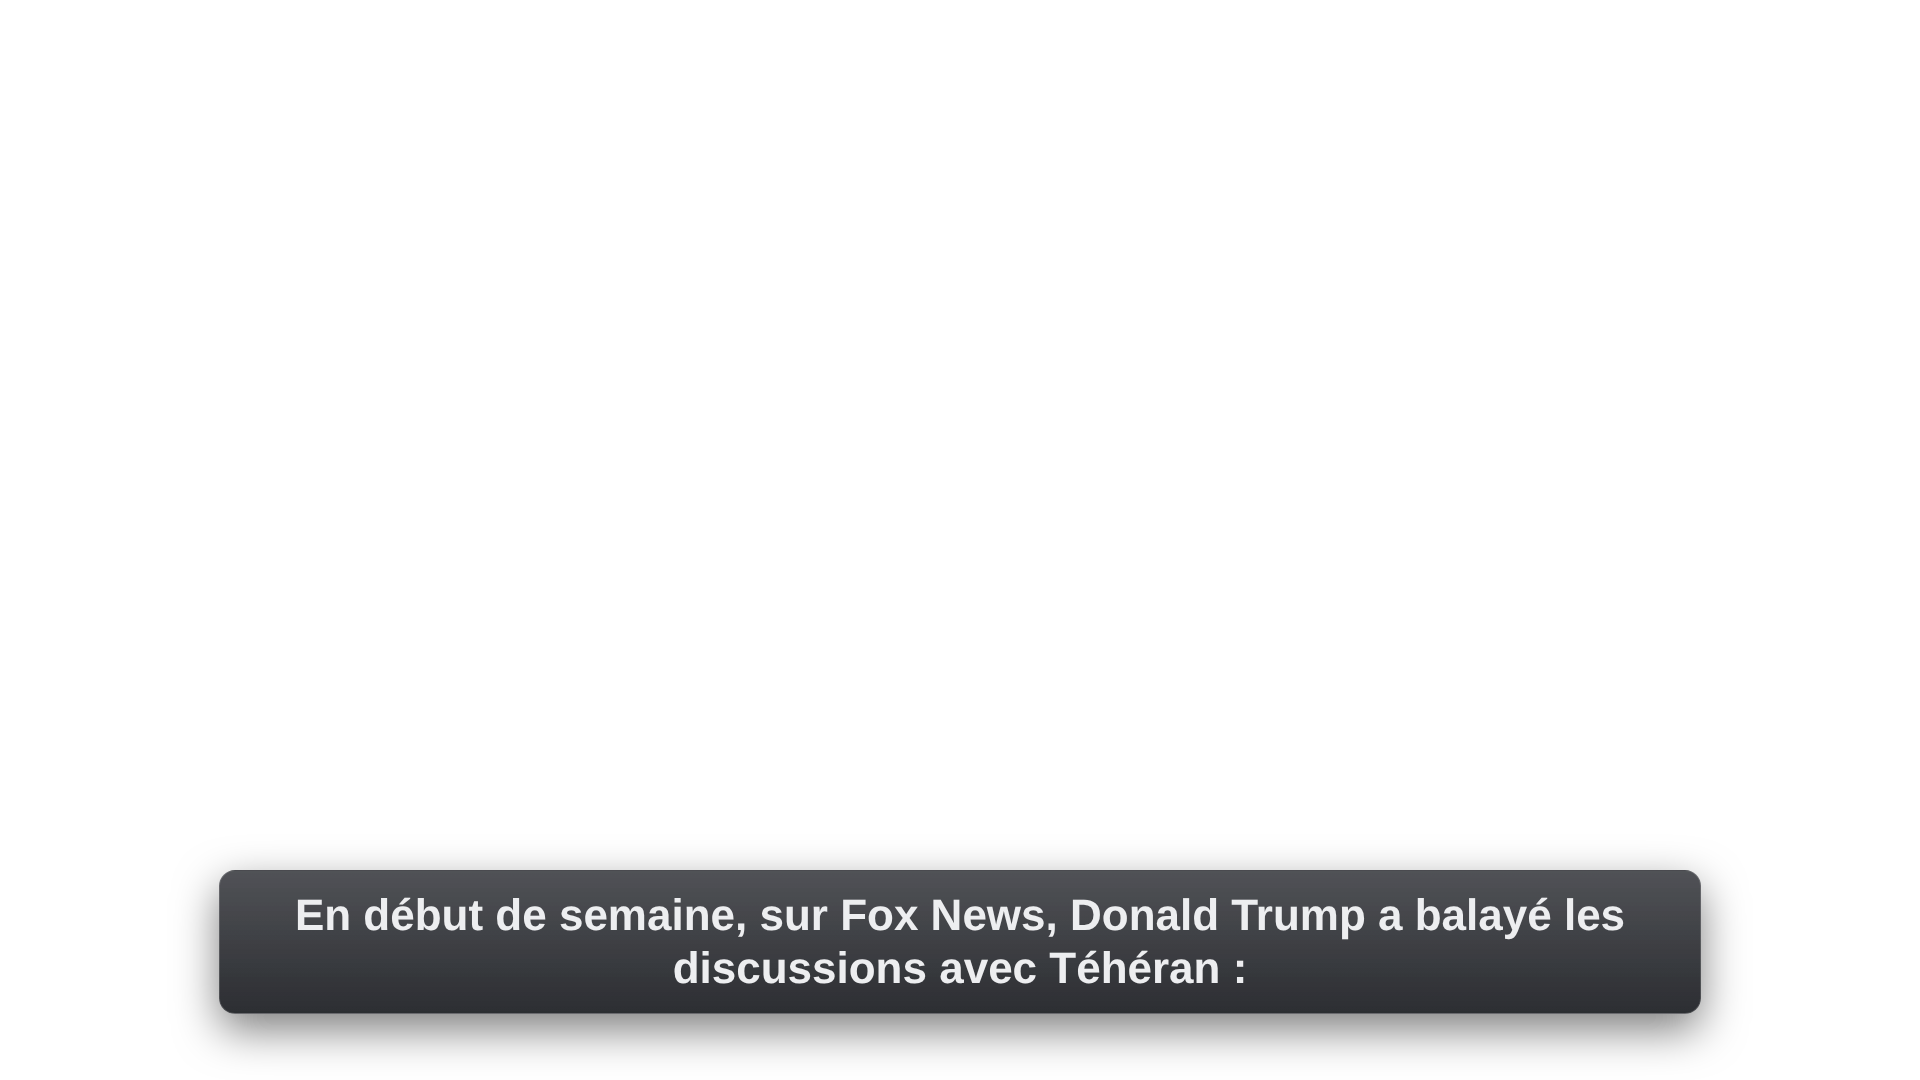 En début de semaine, sur Fox News, Donald Trump a balayé les
discussions avec Téhéran :